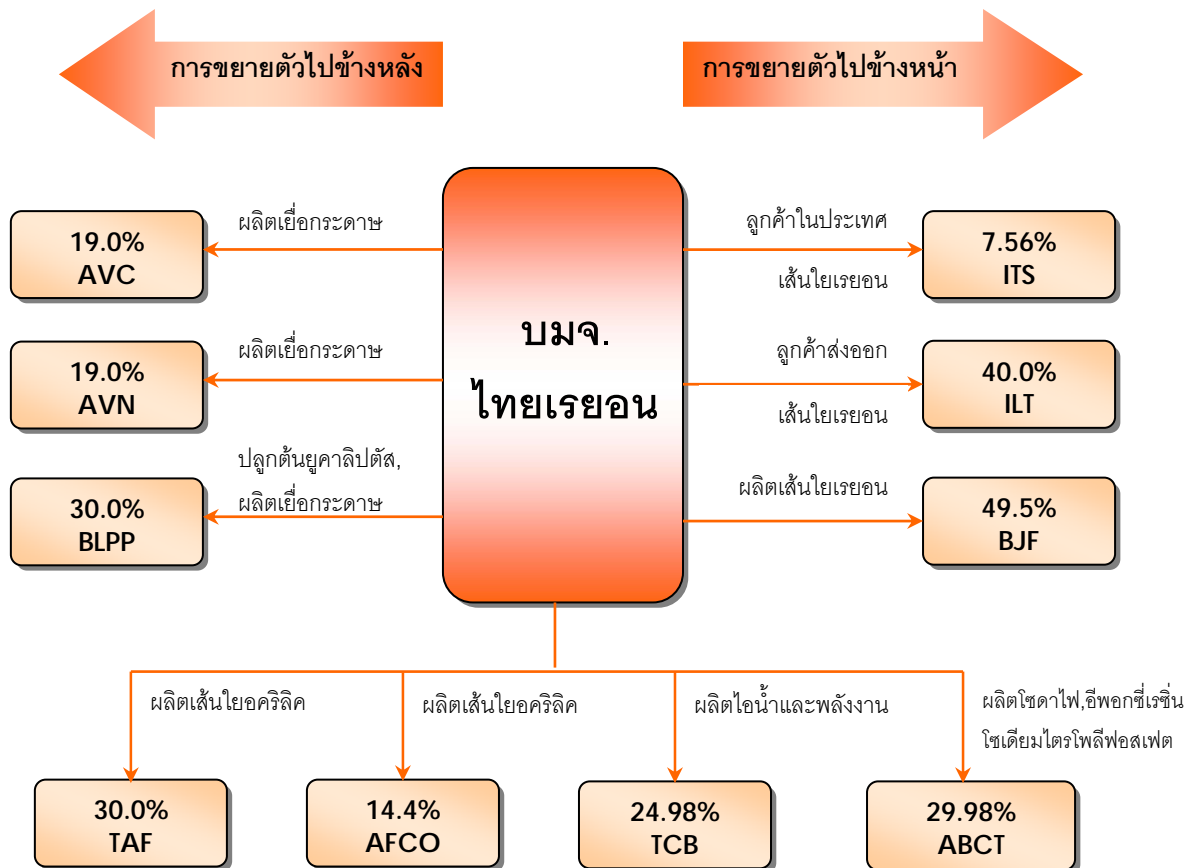 การขยายตัวไปข้างหลัง
การขยายตัวไปข้างหน้า
บมจ.
ไทยเรยอน
ผลิตเยื่อกระดาษ
19.0%
AVC
ผลิตเยื่อกระดาษ
19.0%
AVN
ปลูกต้นยูคาลิปตัส,
ผลิตเยื่อกระดาษ
30.0%
BLPP
ลูกค้าในประเทศ
เส้นใยเรยอน
7.56%
ITS
ลูกค้าส่งออก
เส้นใยเรยอน
40.0%
ILT
ผลิตเส้นใยเรยอน
49.5%
BJF
ผลิตเส้นใยอคริลิค
30.0%
TAF
ผลิตเส้นใยอคริลิค
14.4%
AFCO
ผลิตไอน้ำและพลังงาน
24.98%
TCB
ผลิตโซดาไฟ,อีพอกซี่เรซิ่น
โซเดียมไตรโพลีฟอสเฟต
29.98%
ABCT